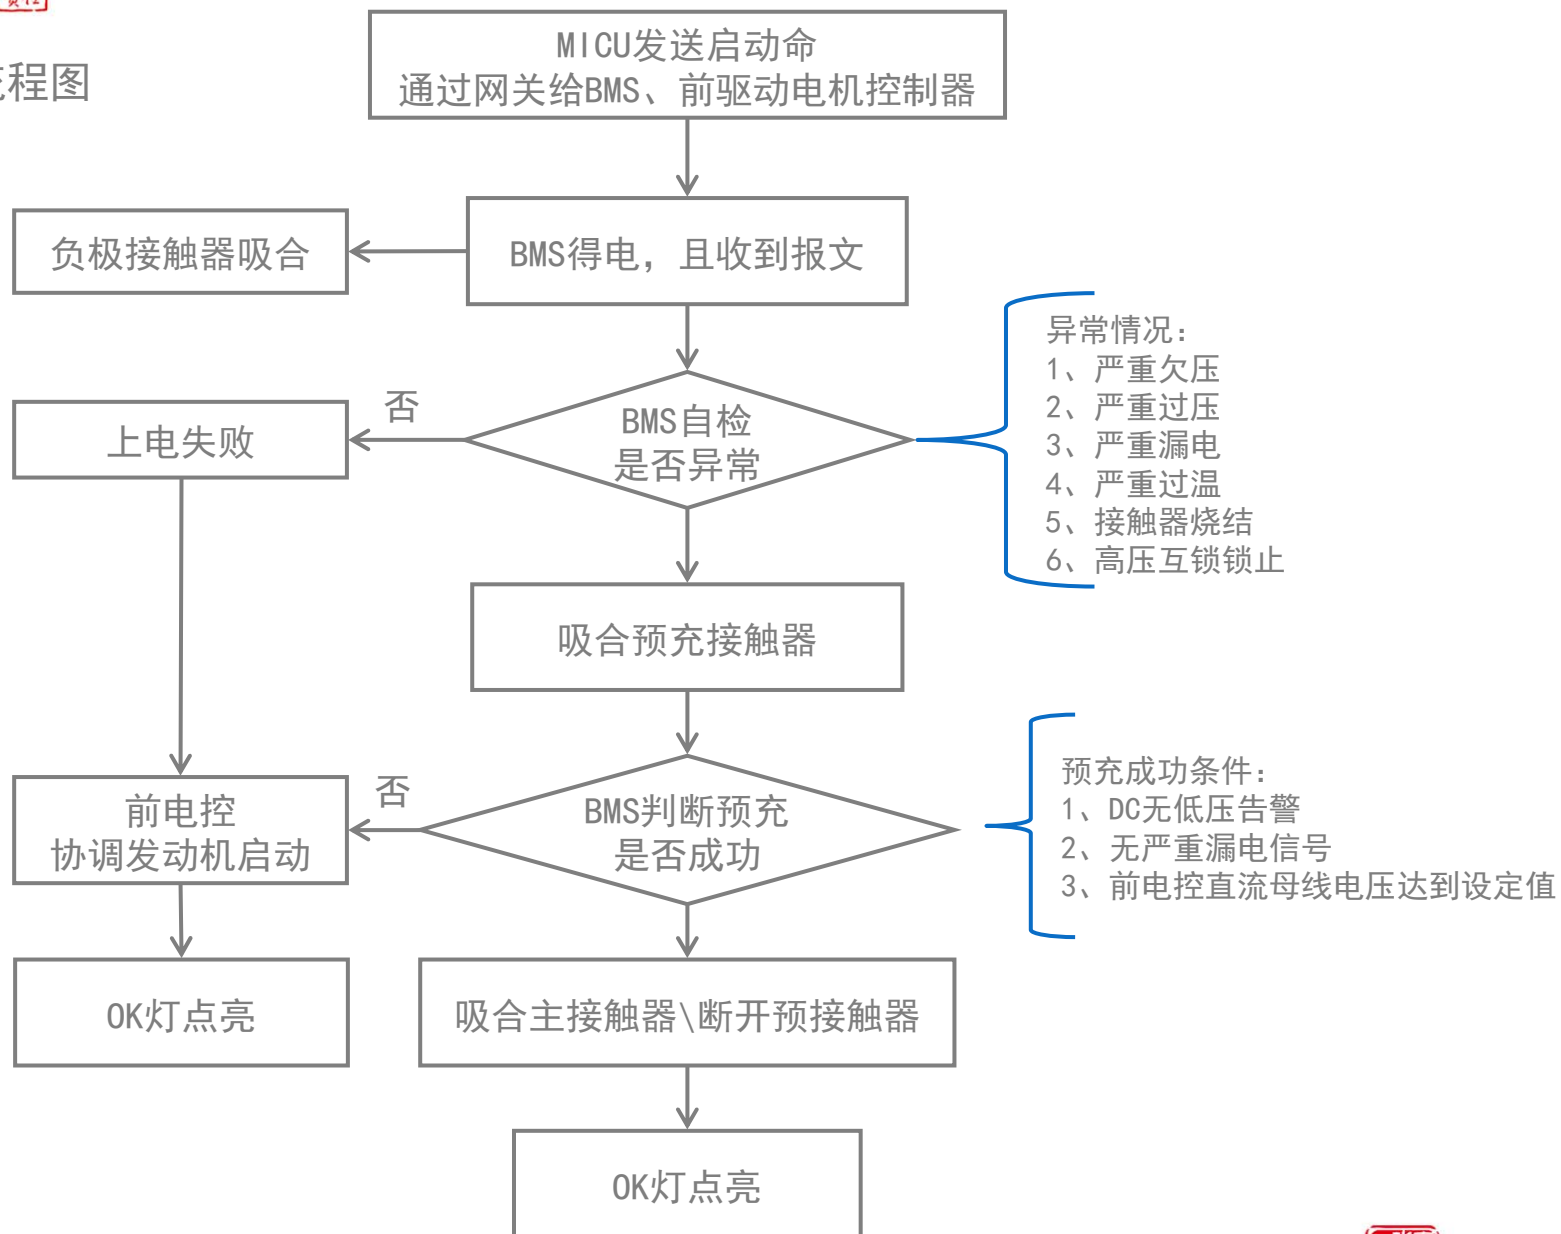 程图
MICU发送启动命
通过网关给BMS、前驱动电机控制器
负极接触器吸合
BMS得电，且收到报文
异常情况：
1、严重欠压
2、严重过压
3、严重漏电
4、严重过温
5、接触器烧结
6、高压互锁锁止
否
上电失败
BMS自检
是否异常
吸合预充接触器
预充成功条件：
1、DC无低压告警
2、无严重漏电信号
3、前电控直流母线电压达到设定值
否
前电控
协调发动机启动
BMS判断预充
是否成功
OK灯点亮
吸合主接触器\断开预接触器
OK灯点亮